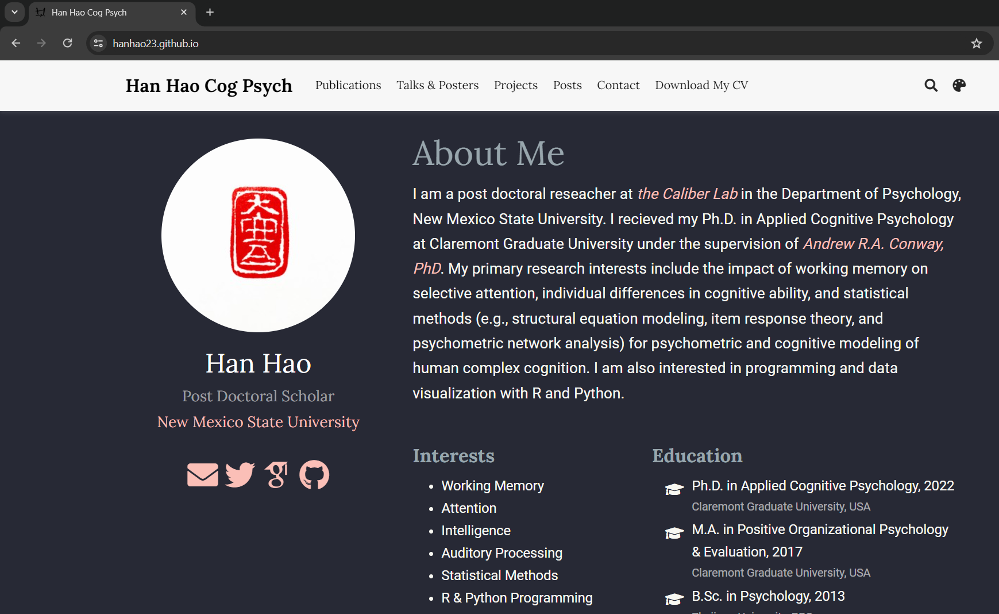 Han Hao Cog Psych
hanhao23.github.io
Han Hao Cog Psych
Publications
Talks & Posters
Projects
Posts
Contact
Download My CV
Han Hao
Post Doctoral Scholar
New Mexico State University
About Me
I am a post doctoral reseacher at the Caliber Lab in the Department of Psychology,
New Mexico State University. I recieved my Ph.D. in Applied Cognitive Psychology
at Claremont Graduate University under the supervision of Andrew R.A. Conway,
PhD. My primary research interests include the impact of working memory on
selective attention, individual differences in cognitive ability, and statistical
methods (e.g., structural equation modeling, item response theory, and
psychometric network analysis) for psychometric and cognitive modeling of
human complex cognition. I am also interested in programming and data
visualization with R and Python.
Interests
Working Memory
Attention
Intelligence
Auditory Processing
Statistical Methods
R & Python Programming
Education
Ph.D. in Applied Cognitive Psychology, 2022
Claremont Graduate University, USA
M.A. in Positive Organizational Psychology
& Evaluation, 2017
Claremont Graduate University, USA
B.Sc. in Psychology, 2013